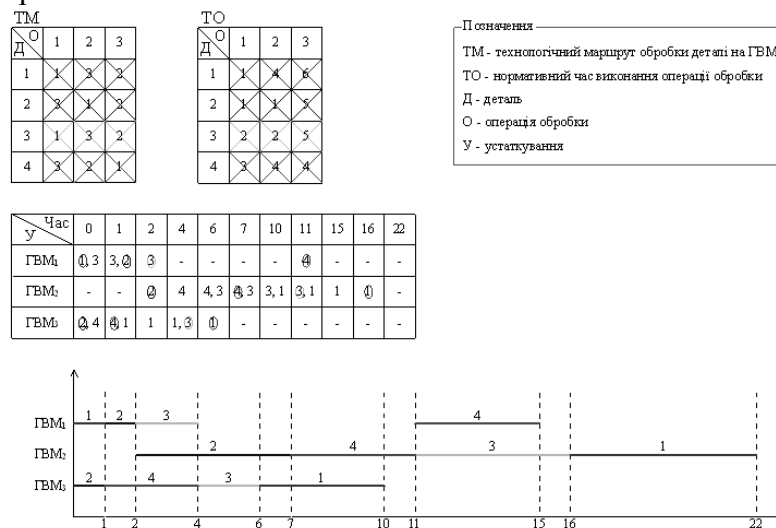 ТМ ТО
О 1 2 3 О 1 2 3
Д Д
1 1 3 2 1 1 4 6
2 3 1 2 2 1 1 5
3 1 3 2 3 2 2 5
4 3 2 1 4 3 4 4
Позначення
ТМ - технологічний маршрут обробки деталі на ГВМ
ТО - нормативний час виконання операції обробки
Д - деталь
О - операція обробки
У - устаткування
У Час 0 1 2 4 6 7 10 11 15 16 22
ГВМ₁ 1, 3 3, 2 3 - - - - 4 - - -
ГВМ₂ - - 2 4 4, 3 4, 3 3, 1 3, 1 1 1 -
ГВМ₃ 2, 4 4, 1 1 1, 3 1 - - - - - -
ГВМ₁ 1 2 3 4
ГВМ₂ 2 4 3 1
ГВМ₃ 2 4 3 1
1 2 4 6 7 10 11 15 16 22